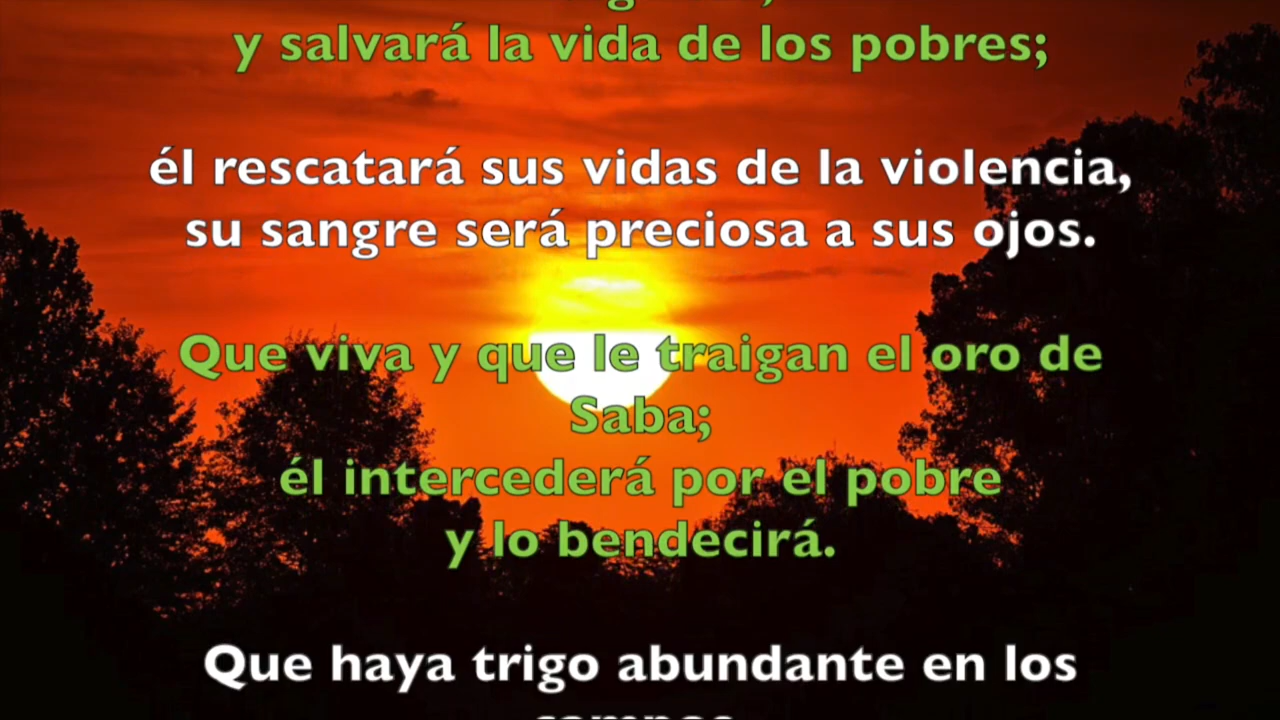 y salvará la vida de los pobres;
él rescatará sus vidas de la violencia,
su sangre será preciosa a sus ojos.
Que viva y que le traigan el oro de
Saba;
él intercederá por el pobre
y lo bendecirá.
Que haya trigo abundante en los